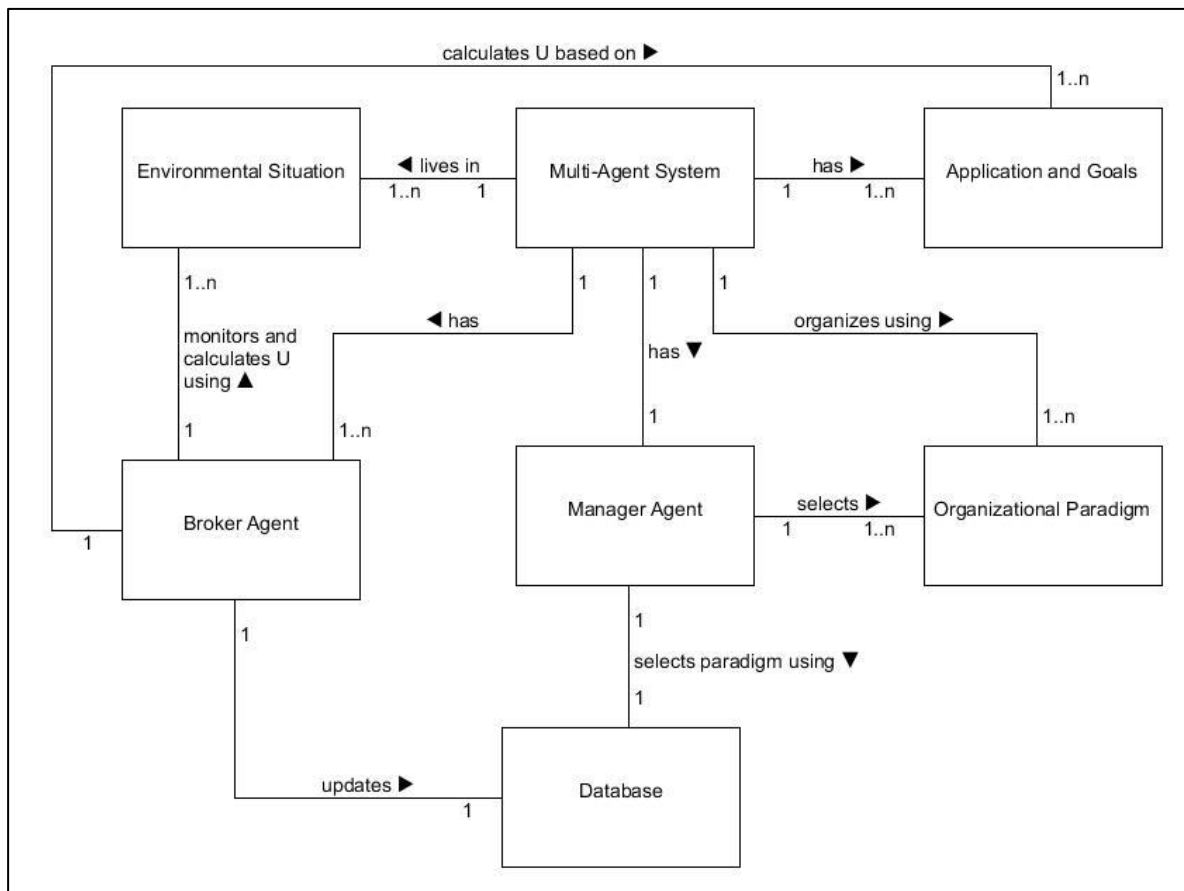 calculates U based on ►
1..n
Environmental Situation
◄ lives in
1..n
1
Multi-Agent System
has ►
1
1..n
Application and Goals
1..n
1
1
1
monitors and
calculates U
using ▲
◄ has
has ▼
organizes using ►
1
1..n
1
1..n
Broker Agent
1
Manager Agent
selects ►
1
1..n
Organizational Paradigm
1
1
selects paradigm using ▼
1
updates ►
1
Database